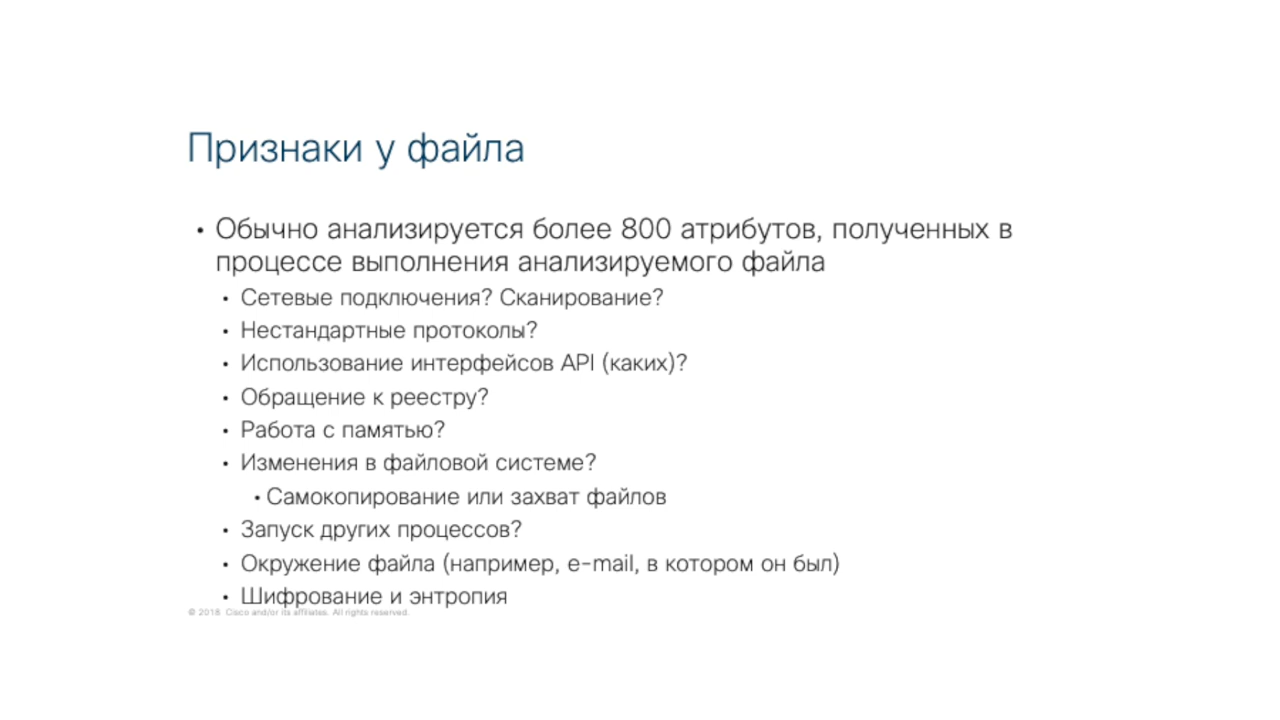 Признаки у файла
• Обычно анализируется более 800 атрибутов, полученных в
процессе выполнения анализируемого файла
• Сетевые подключения? Сканирование?
• Нестандартные протоколы?
• Использование интерфейсов API (каких)?
• Обращение к реестру?
• Работа с памятью?
• Изменения в файловой системе?
• Самокопирование или захват файлов
• Запуск других процессов?
• Окружение файла (например, e-mail, в котором он был)
• Шифрование и энтропия
© 2018 Cisco and/or its affiliates. All rights reserved.